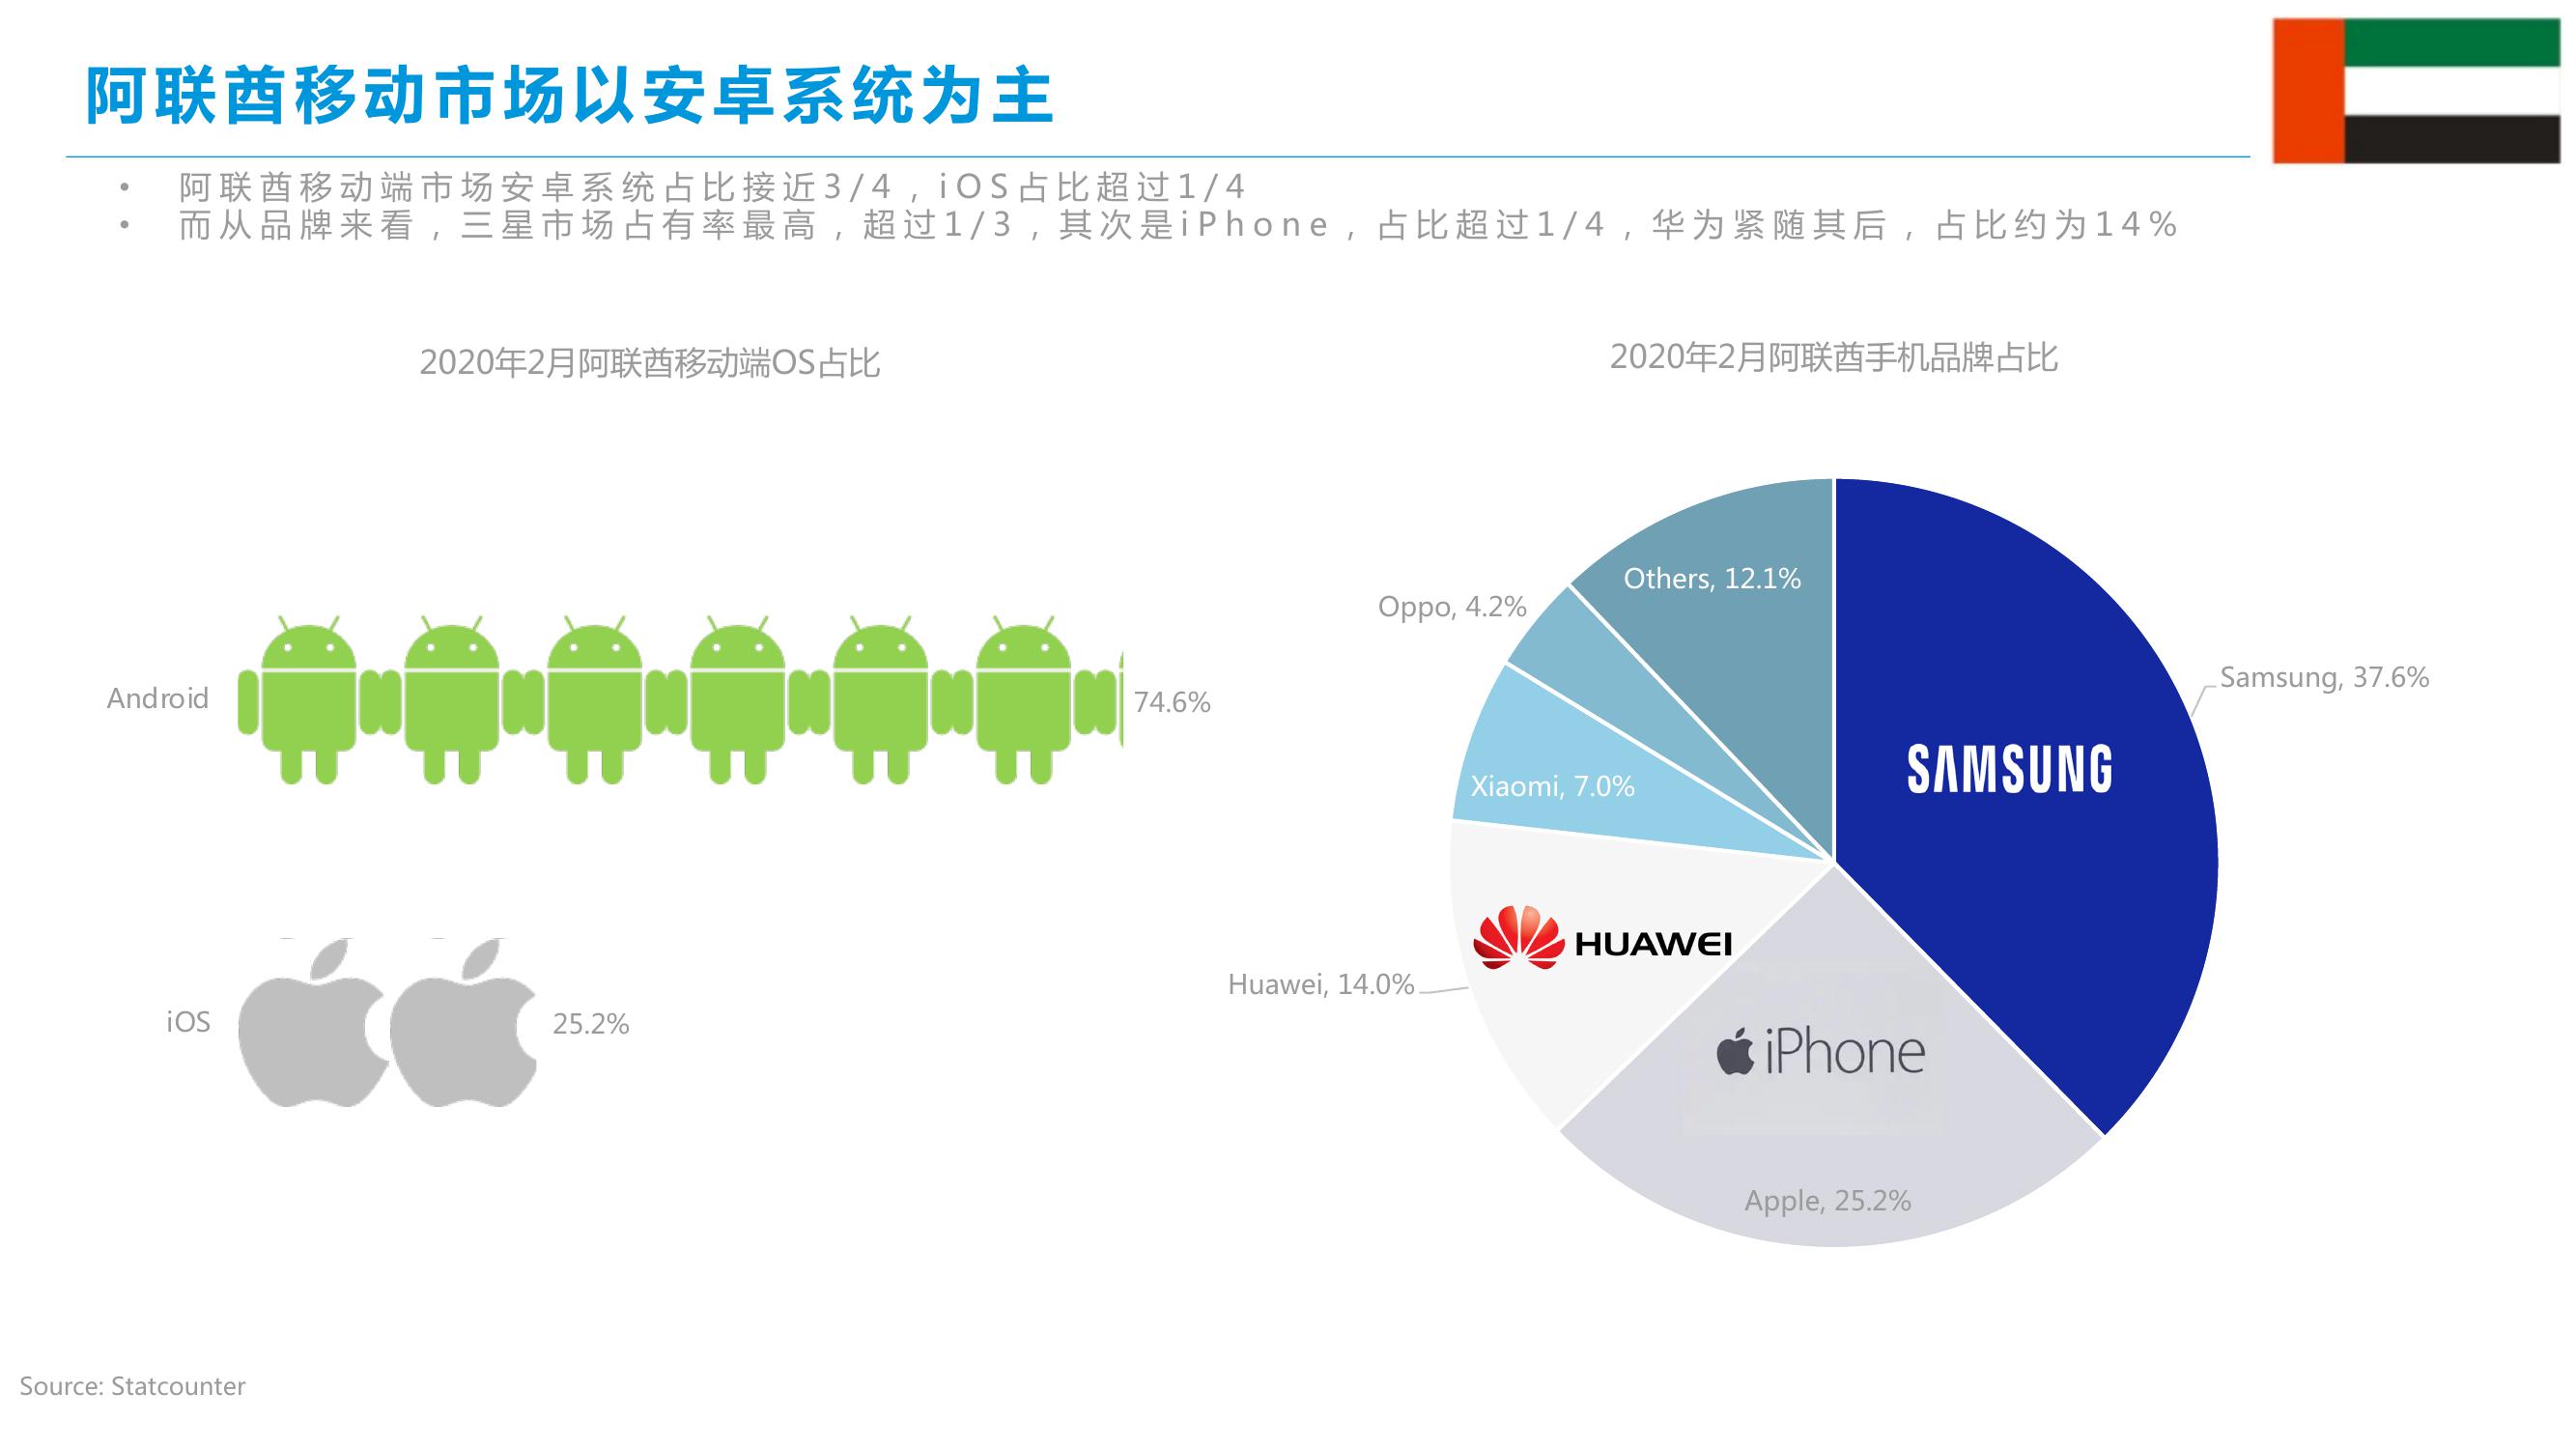 阿联酋移动市场以安卓系统为主
• 阿联酋移动端市场安卓系统占比接近3/4，iOS占比超过1/4
• 而从品牌来看，三星市场占有率最高，超过1/3，其次是iPhone，占比超过1/4，华为紧随其后，占比约为14%
2020年2月阿联酋移动端OS占比
Android
74.6%
iOS
25.2%
2020年2月阿联酋手机品牌占比
Others, 12.1%
Oppo, 4.2%
Samsung, 37.6%
SAMSUNG
Xiaomi, 7.0%
HUAWEI
Huawei, 14.0%
iPhone
Apple, 25.2%
Source: Statcounter